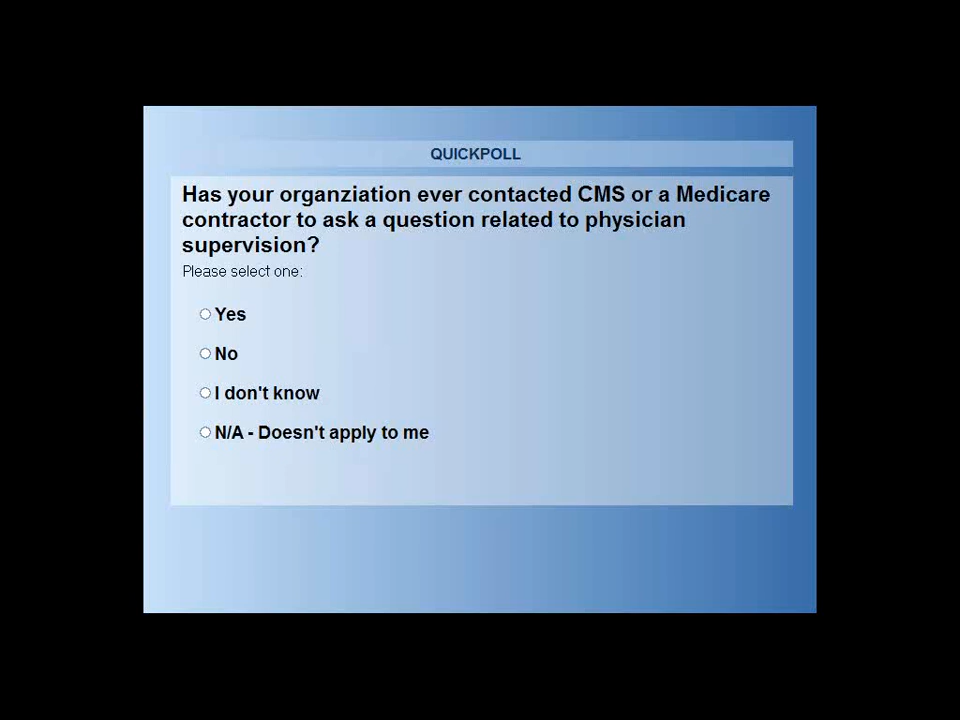 QUICKPOLL
Has your organziation ever contacted CMS or a Medicare
contractor to ask a question related to physician
supervision?
Please select one:
Yes
No
I don't know
N/A - Doesn't apply to me